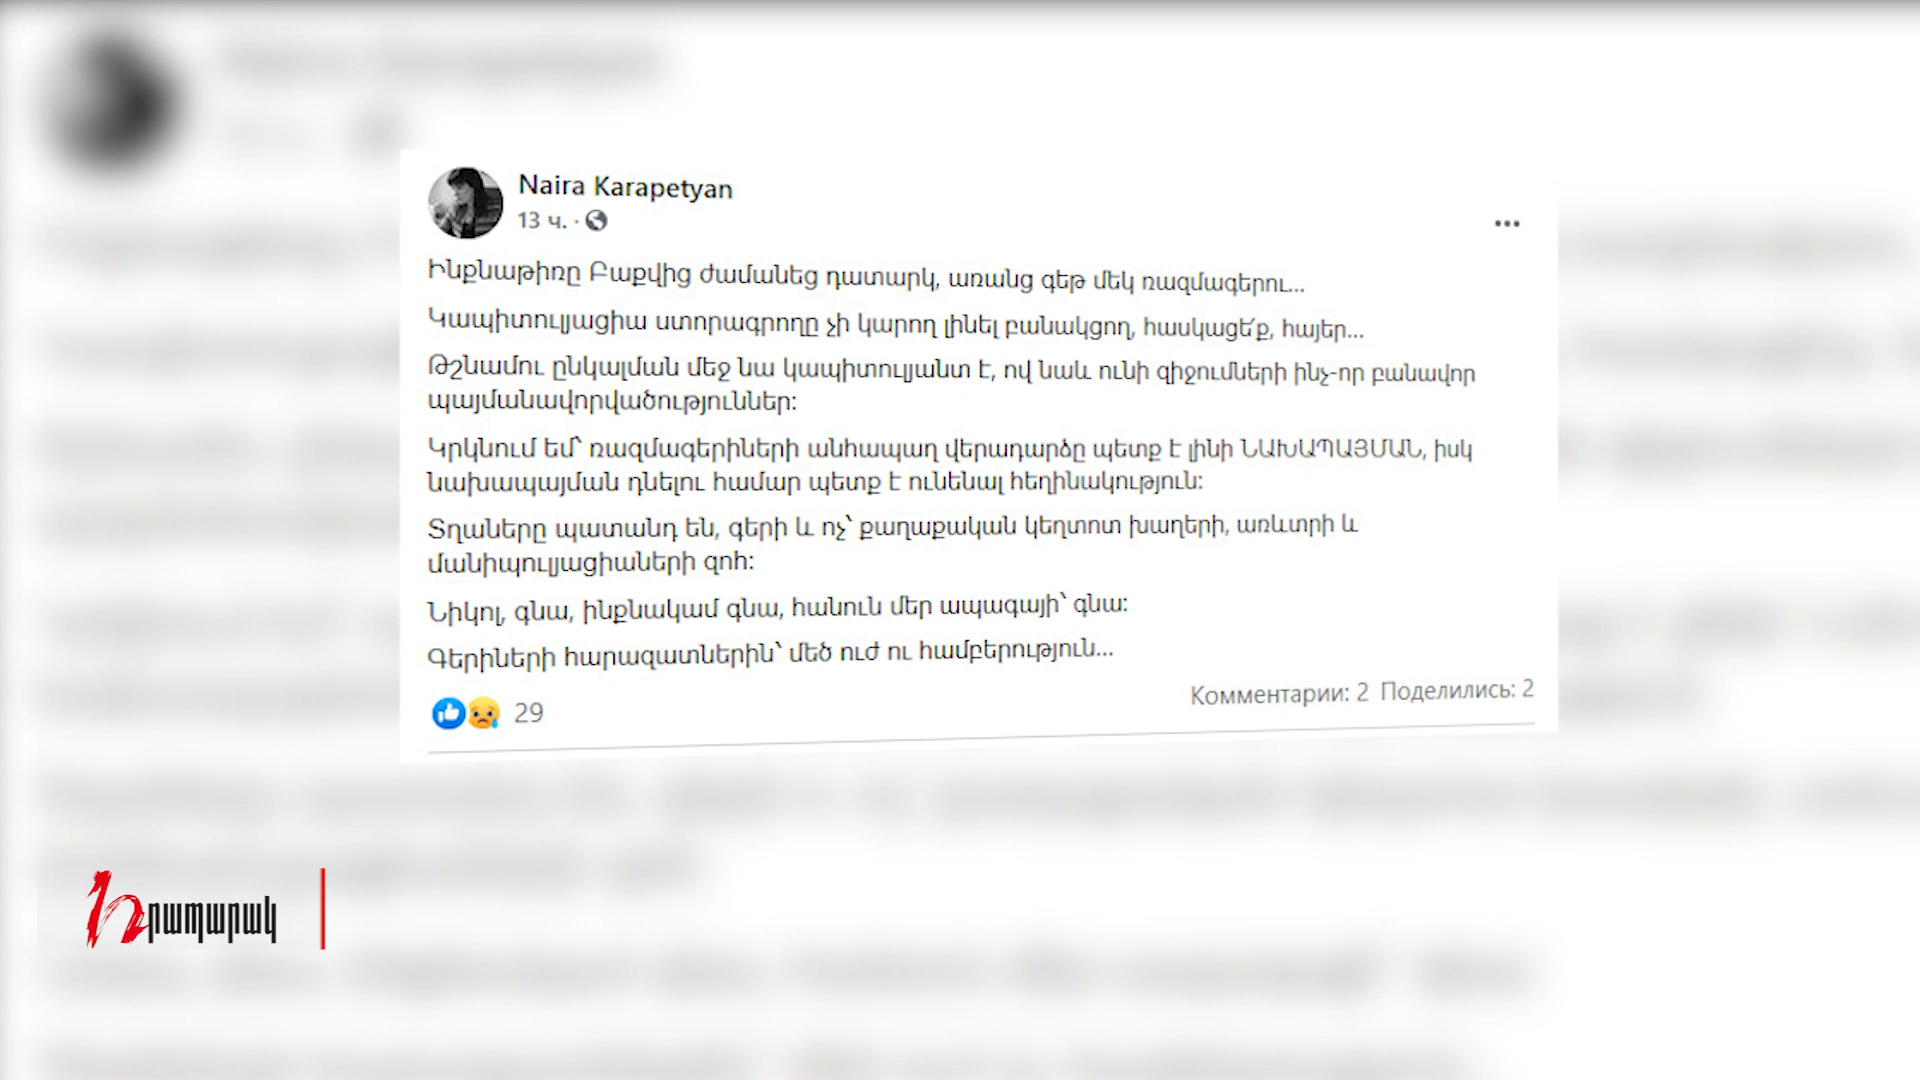 Naira Karapetyan
13 ч. ·
Ինքնաթիռը Բաքվից ժամանեց դատարկ, առանց գեթ մեկ ռազմագերու...
Կապիտուլյացիա ստորագրողը չի կարող լինել բանակցող, հասկացե՛ք, հայեր...
Թշնամու ընկալման մեջ նա կապիտուլյանտ է, ով նաև ունի զիջումների ինչ-որ բանավոր
պայմանավորվածություններ:
Կրկնում եմ՝ ռազմագերիների անհապաղ վերադարձը պետք է լինի ՆԱԽԱՊԱՅՄԱՆ, իսկ
նախապայման դնելու համար պետք է ունենալ հեղինակություն:
Տղաները պատանդ են, գերի և ոչ՝ քաղաքական կեղտոտ խաղերի, առևտրի և
մանիպուլյացիաների զոհ:
Նիկոլ, գնա, ինքնակամ գնա, հանուն մեր ապագայի՝ գնա:
Գերիների հարազատներին՝ մեծ ուժ ու համբերություն...
29
Комментарии: 2 Поделились: 2
Հրապարակ